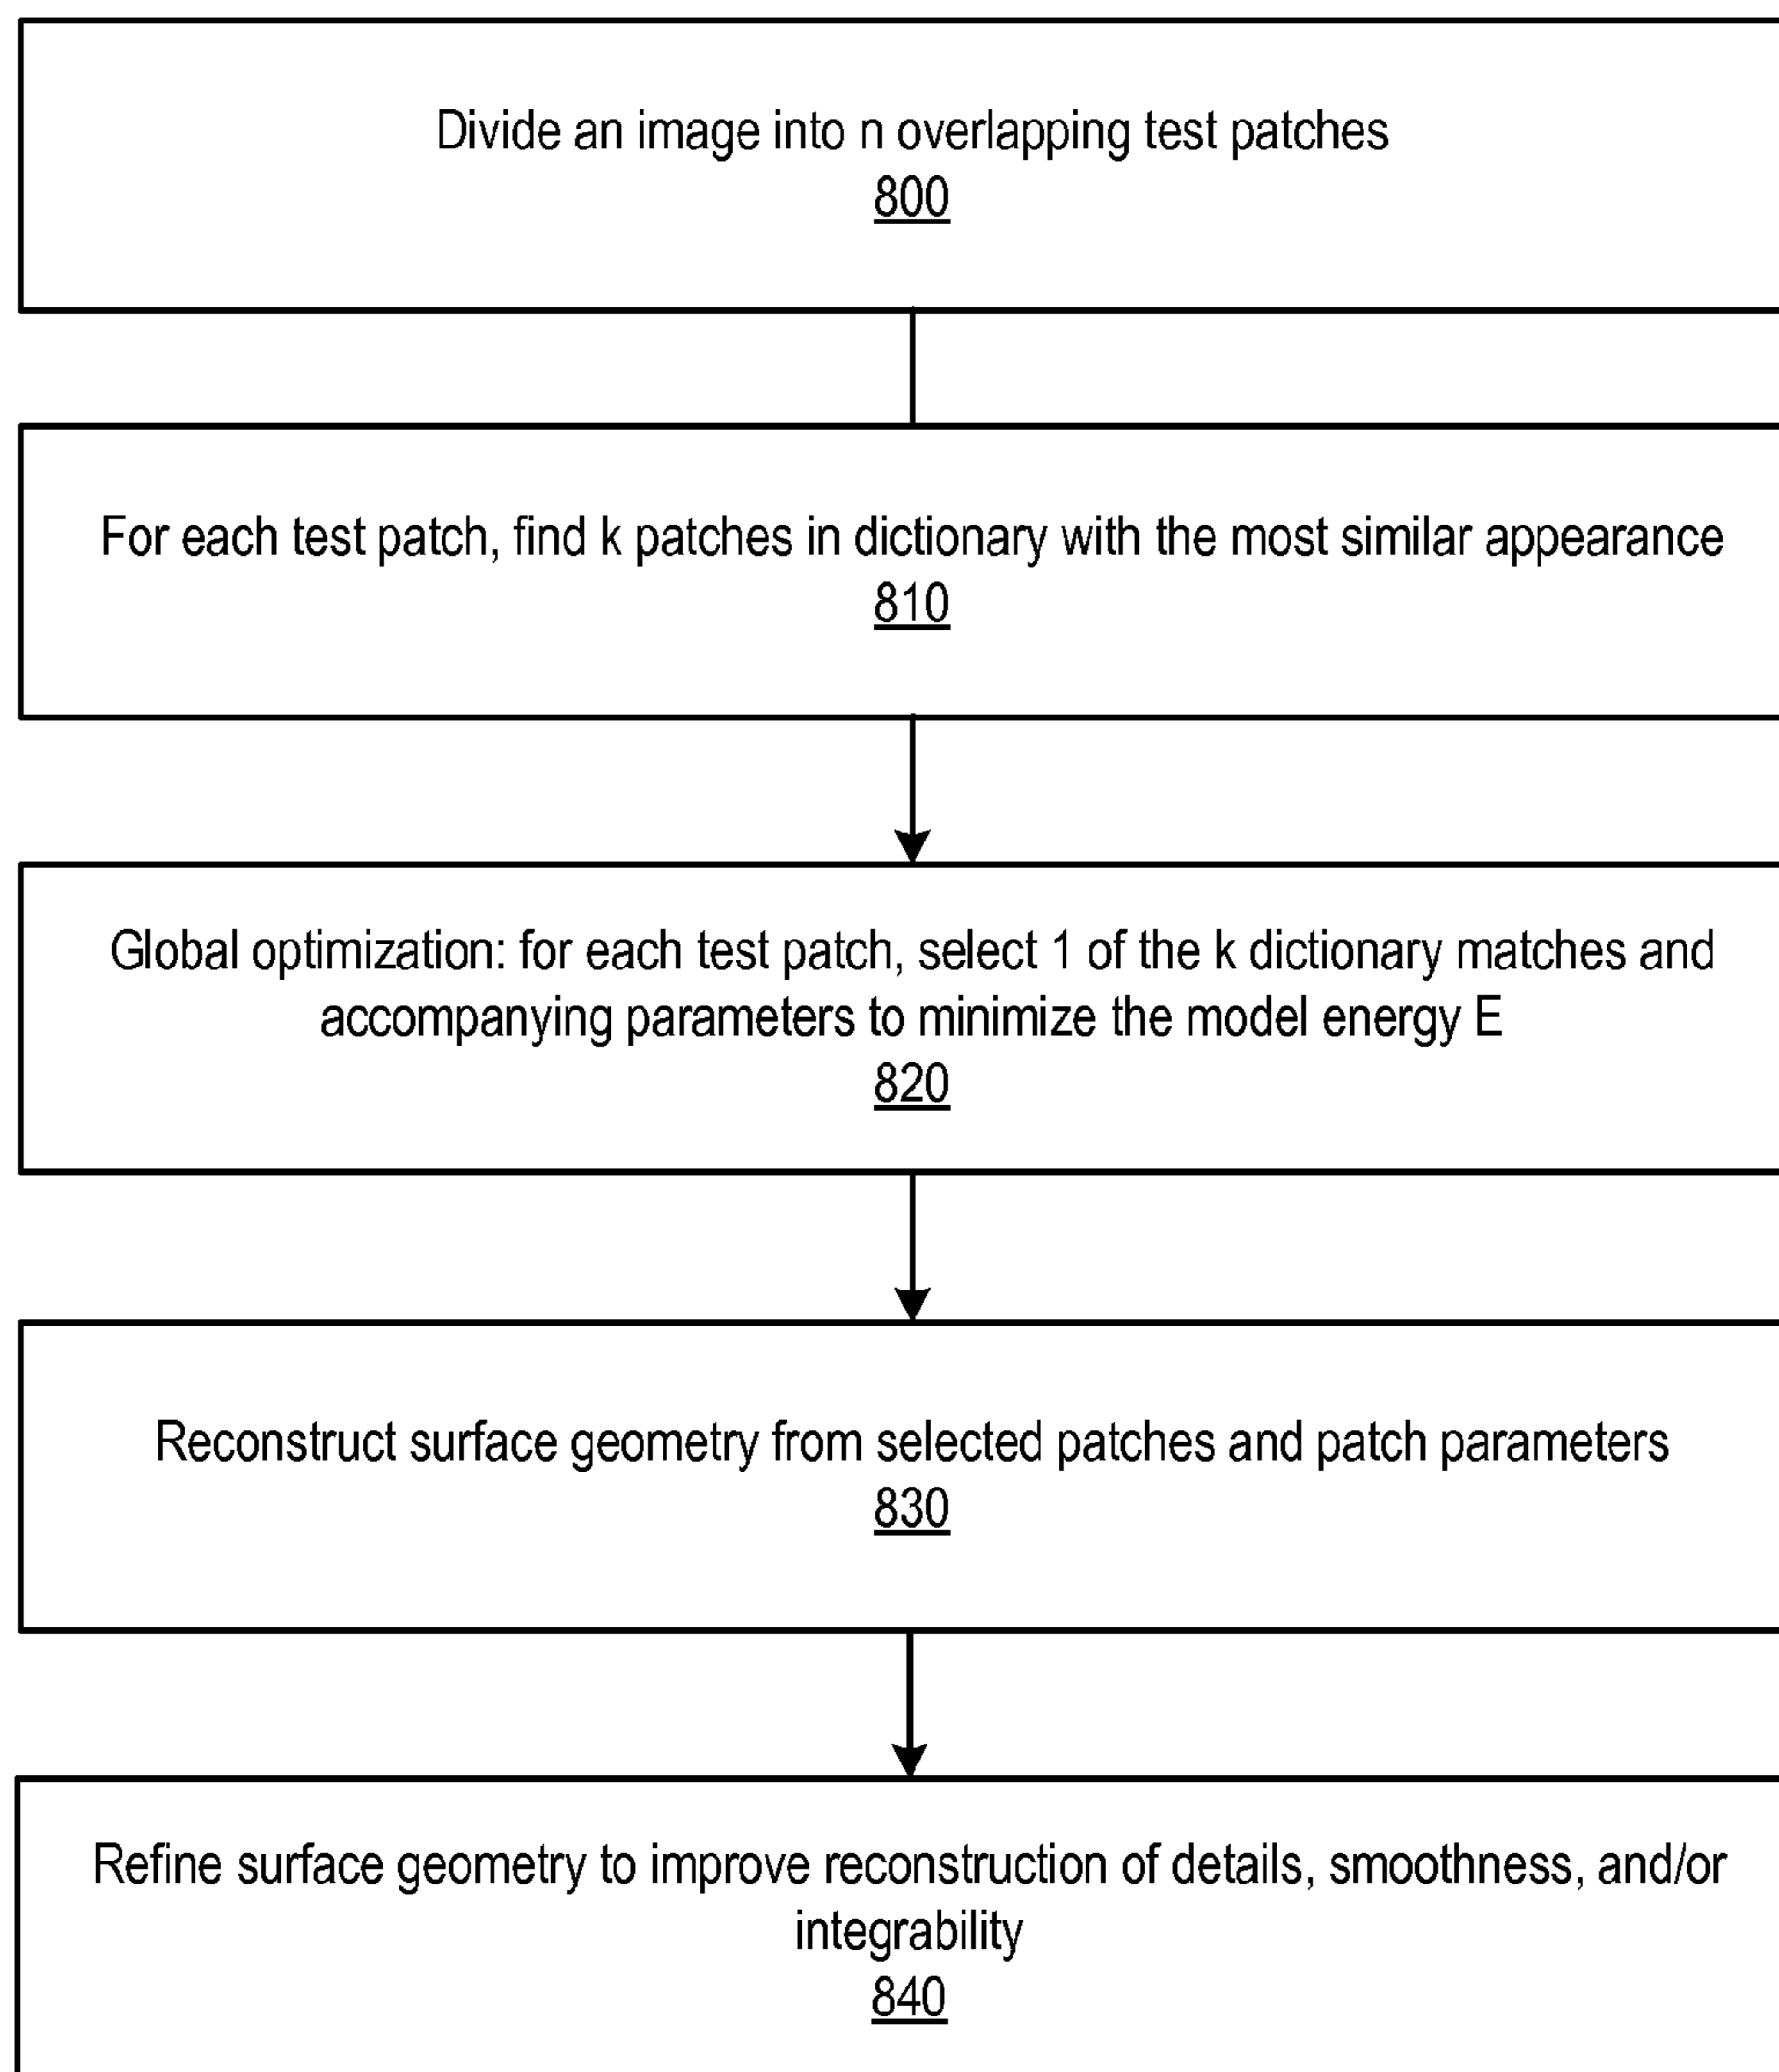 Divide an image into n overlapping test patches
800
For each test patch, find k patches in dictionary with the most similar appearance
810
Global optimization: for each test patch, select 1 of the k dictionary matches and
accompanying parameters to minimize the model energy E
820
Reconstruct surface geometry from selected patches and patch parameters
830
Refine surface geometry to improve reconstruction of details, smoothness, and/or
integrability
840